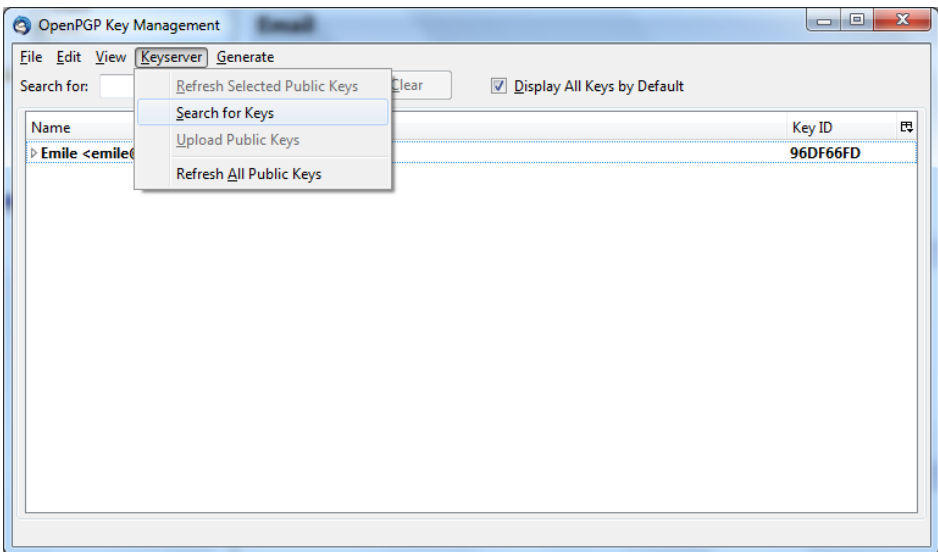 OpenPGP Key Management
Email
File Edit View Keyserver Generate
Search for: Clear Display All Keys by Default
Refresh Selected Public Keys
Search for Keys
Upload Public Keys
Refresh All Public Keys
Name Key ID
Emile <emile@ 96DF66FD